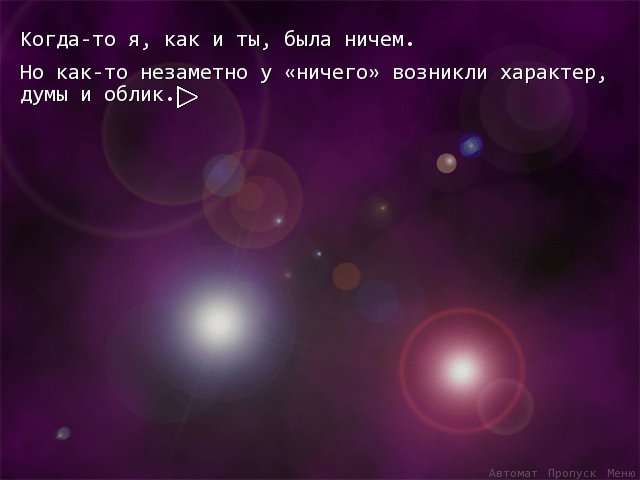 Когда-то я, как и ты, была ничем.
Но как-то незаметно у «ничего» возникли характер,
думы и облик.
Автомат Пропуск Меню